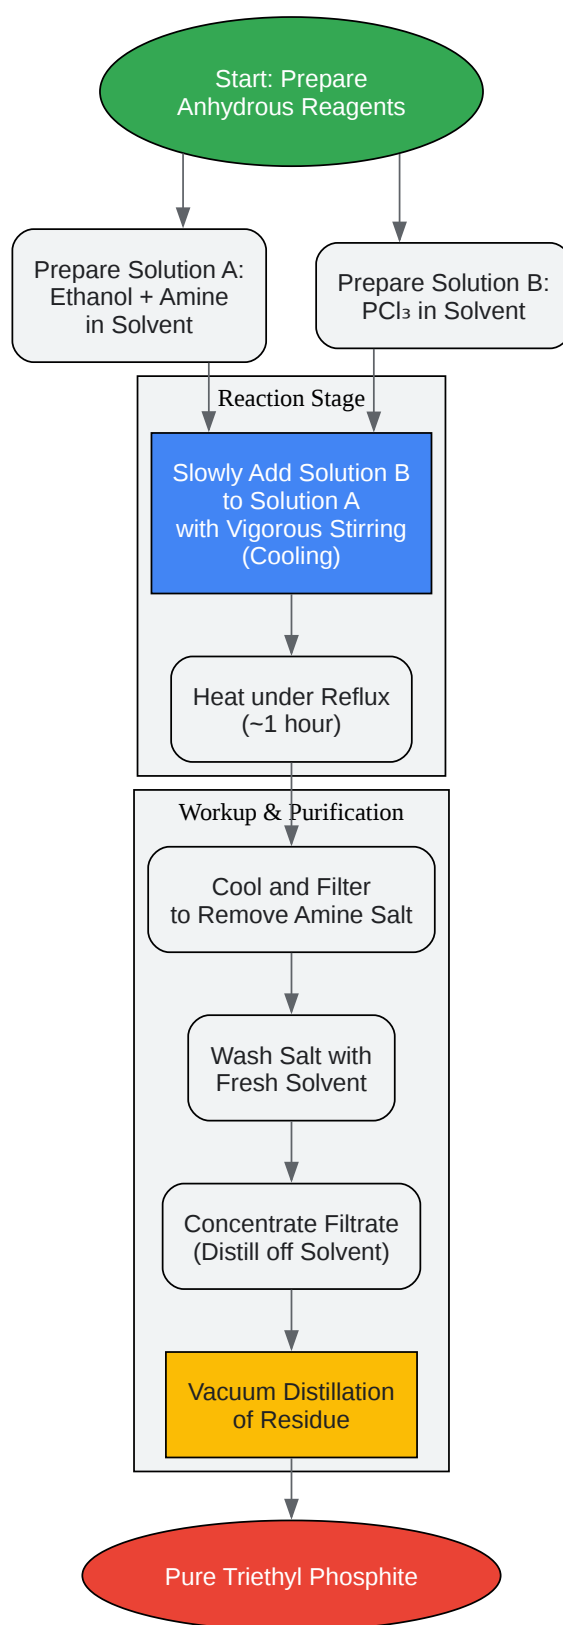 Start: Prepare
Anhydrous Reagents
Prepare Solution A:
Ethanol + Amine
in Solvent
Prepare Solution B:
PCl₃ in Solvent
Reaction Stage
Slowly Add Solution B
to Solution A
with Vigorous Stirring
(Cooling)
Heat under Reflux
(~1 hour)
Workup & Purification
Cool and Filter
to Remove Amine Salt
Wash Salt with
Fresh Solvent
Concentrate Filtrate
(Distill off Solvent)
Vacuum Distillation
of Residue
Pure Triethyl Phosphite